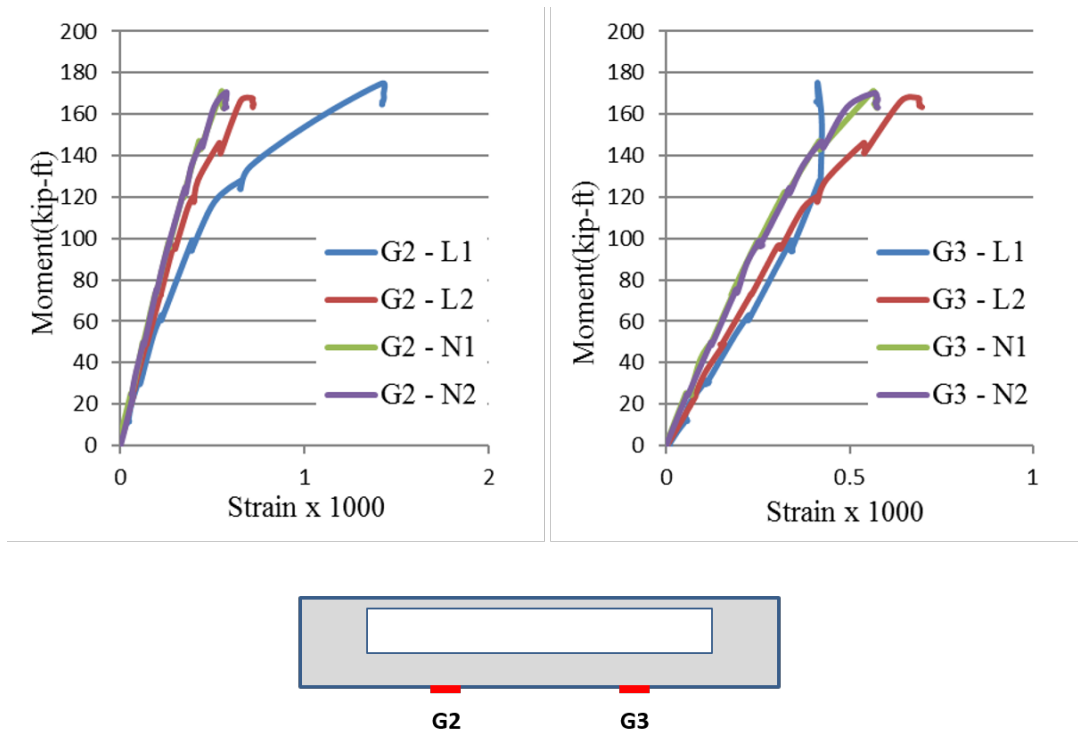 200
180
160
140
120
100
80
60
40
20
0
Moment(kip-ft)
G2 - L1
G2 - L2
G2 - N1
G2 - N2
0 1 2
Strain x 1000
200
180
160
140
120
100
80
60
40
20
0
Moment(kip-ft)
G3 - L1
G3 - L2
G3 - N1
G3 - N2
0 0.5 1
Strain x 1000
G2 G3